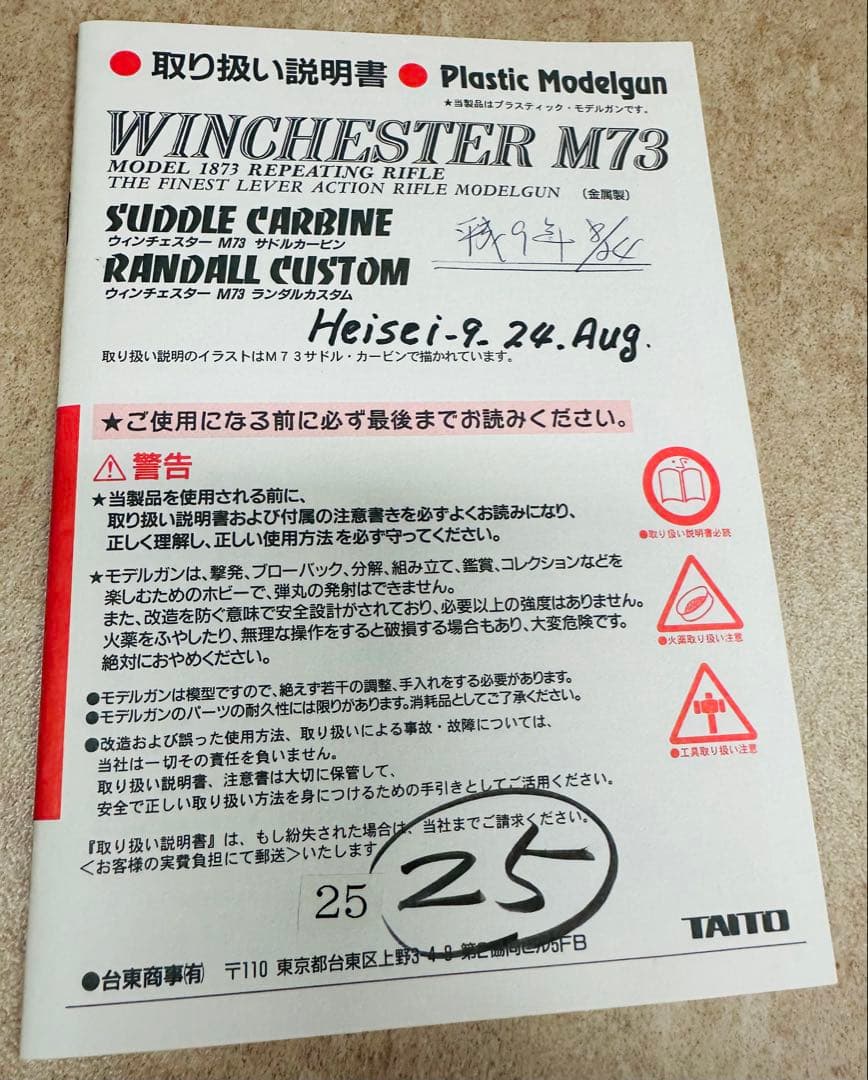 ●取り扱い説明書● Plastic Modelgun
★当製品はプラスティック・モデルガンです。
WINCHESTER M73
MODEL 1873 REPEATING RIFLE
THE FINEST LEVER ACTION RIFLE MODELGUN (金属製)
SUDDLE CARBINE
ウィンチェスター M73 サドルカービン
平成9年 8/24
RANDALL CUSTOM
ウィンチェスター M73 ランダルカスタム
Heisei-9-24.Aug.
取り扱い説明のイラストはM73サドル・カービンで描かれています。
★ご使用になる前に必ず最後までお読みください。
警告
★当製品を使用される前に、
取り扱い説明書および付属の注意書きを必ずよくお読みになり、
正しく理解し、正しい使用方法を必ず守ってください。
●取り扱い説明書必読
★モデルガンは、撃発、ブローバック、分解、組み立て、鑑賞、コレクションなどを
楽しむためのホビーで、弾丸の発射はできません。
また、改造を防ぐ意味で安全設計がされており、必要以上の強度はありません。
火薬をふやしたり、無理な操作をすると破損する場合もあり、大変危険です。
絶対におやめください。
●火薬取り扱い注意
●モデルガンは模型ですので、絶えず若干の調整、手入れをする必要があります。
●モデルガンのパーツの耐久性には限りがあります。消耗品としてご了承ください。
●改造および誤った使用方法、取り扱いによる事故・故障については、
当社は一切その責任を負いません。
取り扱い説明書、注意書は大切に保管して、
安全で正しい取り扱い方法を身につけるための手引きとしてご活用ください。
●工具取り扱い注意
『取り扱い説明書』は、もし紛失された場合は、当社までご請求ください。
<お客様の実費負担にて郵送>いたします
25
25
TAITO
●台東商事(有) 〒110 東京都台東区上野3-4-9 第2協同ビル5FB